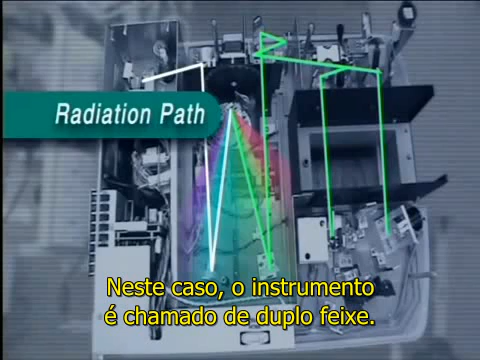 Radiation Path
Neste caso, o instrumento
é chamado de duplo feixe.